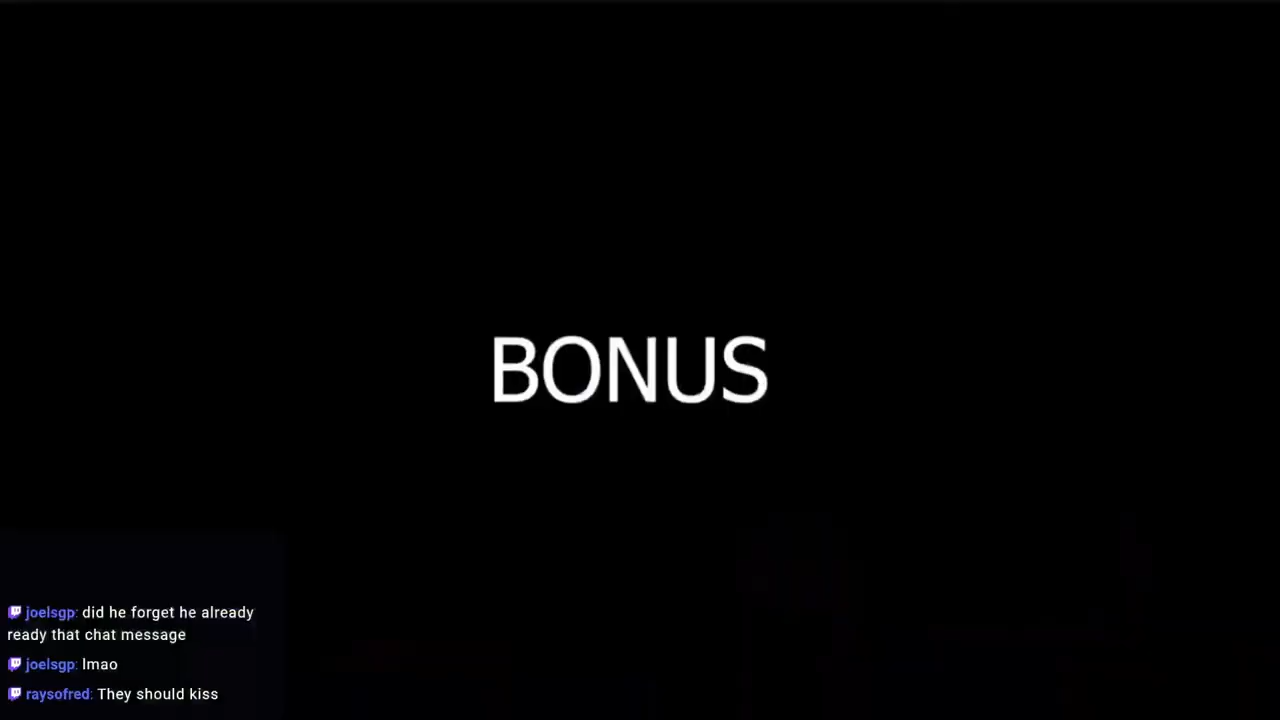 BONUS
joelsgp: did he forget he already
ready that chat message
joelsgp: lmao
raysofred: They should kiss